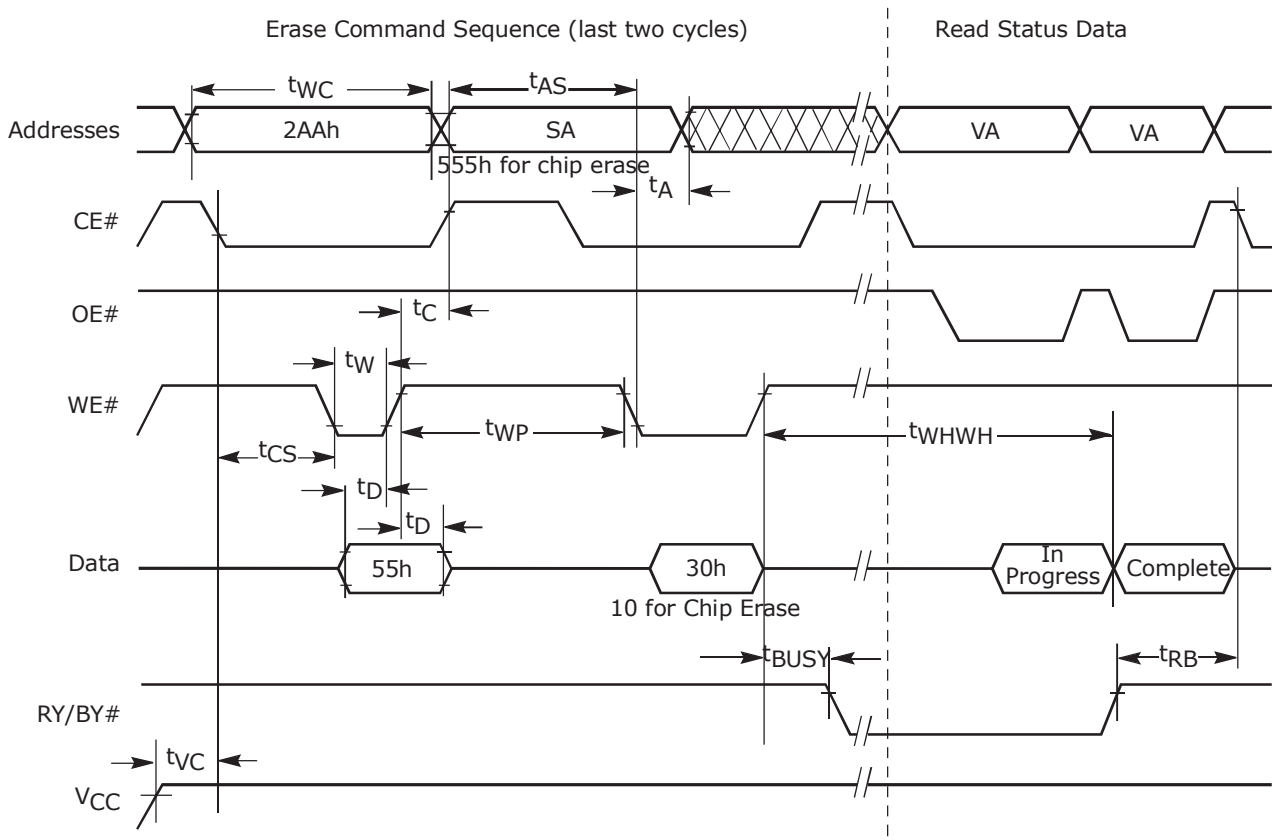 Erase Command Sequence (last two cycles)
Read Status Data
tWC
tAS
Addresses
2AAh
SA
VA
VA
555h for chip erase
tA
CE#
tC
OE#
tW
WE#
tWP
tWHWH
tCS
tD
tD
Data
55h
30h
In
Progress
Complete
10 for Chip Erase
tBUSY
tRB
RY/BY#
tVC
VCC